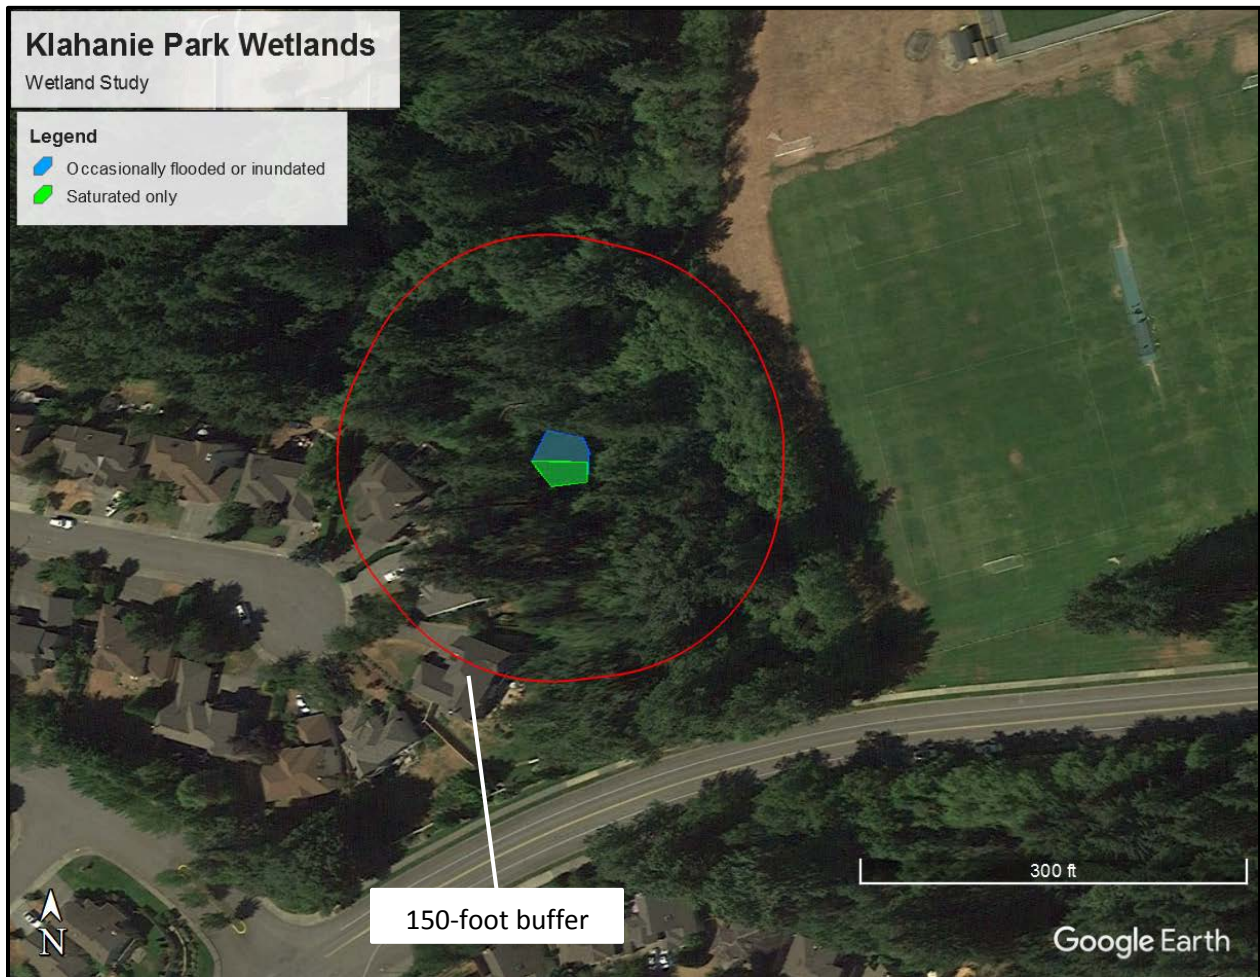 Klahanie Park Wetlands
Wetland Study
Legend
Occasionally flooded or inundated
Saturated only
300 ft
150-foot buffer
N
Google Earth